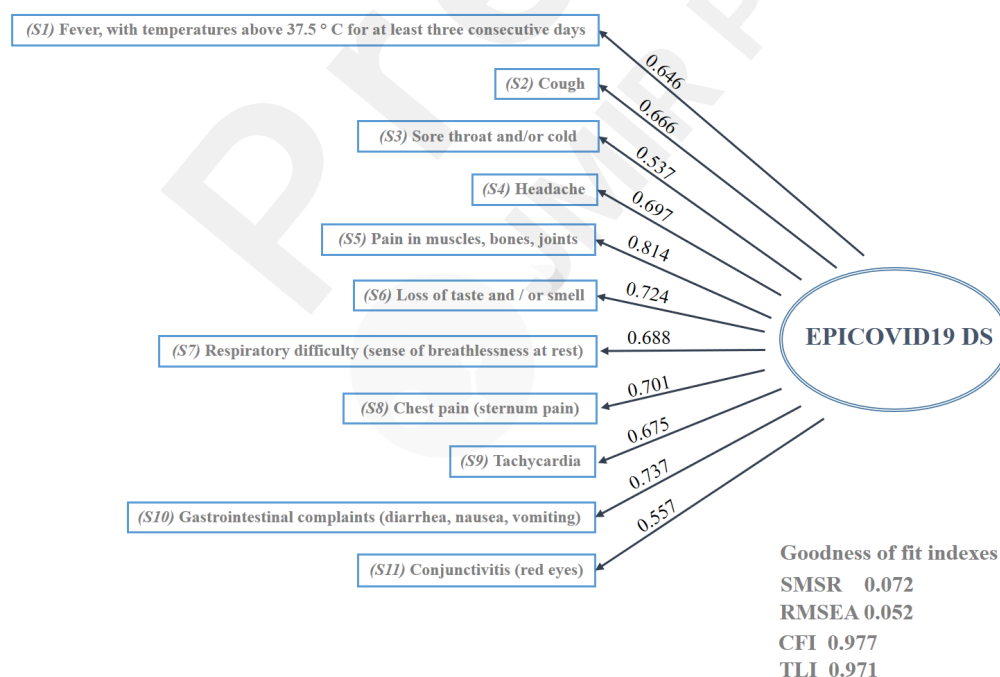 (S1) Fever, with temperatures above 37.5 ° C for at least three consecutive days
0.646
(S2) Cough
0.666
(S3) Sore throat and/or cold
0.537
(S4) Headache
0.697
(S5) Pain in muscles, bones, joints
0.814
(S6) Loss of taste and / or smell
0.724
EPICOVID19 DS
(S7) Respiratory difficulty (sense of breathlessness at rest)
0.688
(S8) Chest pain (sternum pain)
0.701
(S9) Tachycardia
0.675
(S10) Gastrointestinal complaints (diarrhea, nausea, vomiting)
0.737
(S11) Conjunctivitis (red eyes)
0.557
Goodness of fit indexes
SMSR 0.072
RMSEA 0.052
CFI 0.977
TLI 0.971
Pre
JMIR P